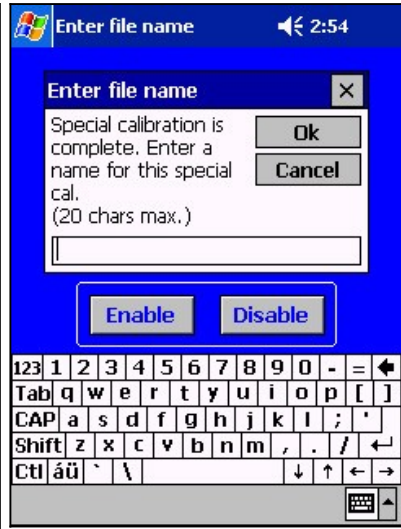 Enter file name 2:54
Enter file name
Special calibration is
complete. Enter a
name for this special
cal.
(20 chars max.)
Ok
Cancel
Enable Disable
123 1 2 3 4 5 6 7 8 9 0 - =
Tab q w e r t y u i o p [ ]
CAP a s d f g h j k l ; '
Shift z x c v b n m , . /
Ctl áü ` \